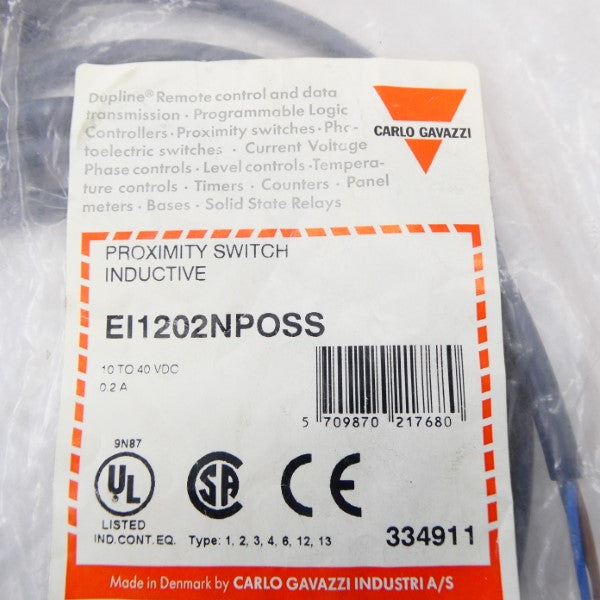 Dupline® Remote control and data
transmission · Programmable Logic
Controllers · Proximity switches · Pho-
toelectric switches · Current Voltage
Phase controls · Level controls · Tempera-
ture controls · Timers · Counters · Panel
meters · Bases · Solid State Relays
CARLO GAVAZZI
PROXIMITY SWITCH
INDUCTIVE
EI1202NPOSS
10 TO 40 VDC
0.2 A
5 709870 217680
9N87
UL
LISTED
IND.CONT.EQ.
SA
CE
Type: 1, 2, 3, 4, 6, 12, 13
334911
Made in Denmark by CARLO GAVAZZI INDUSTRI A/S